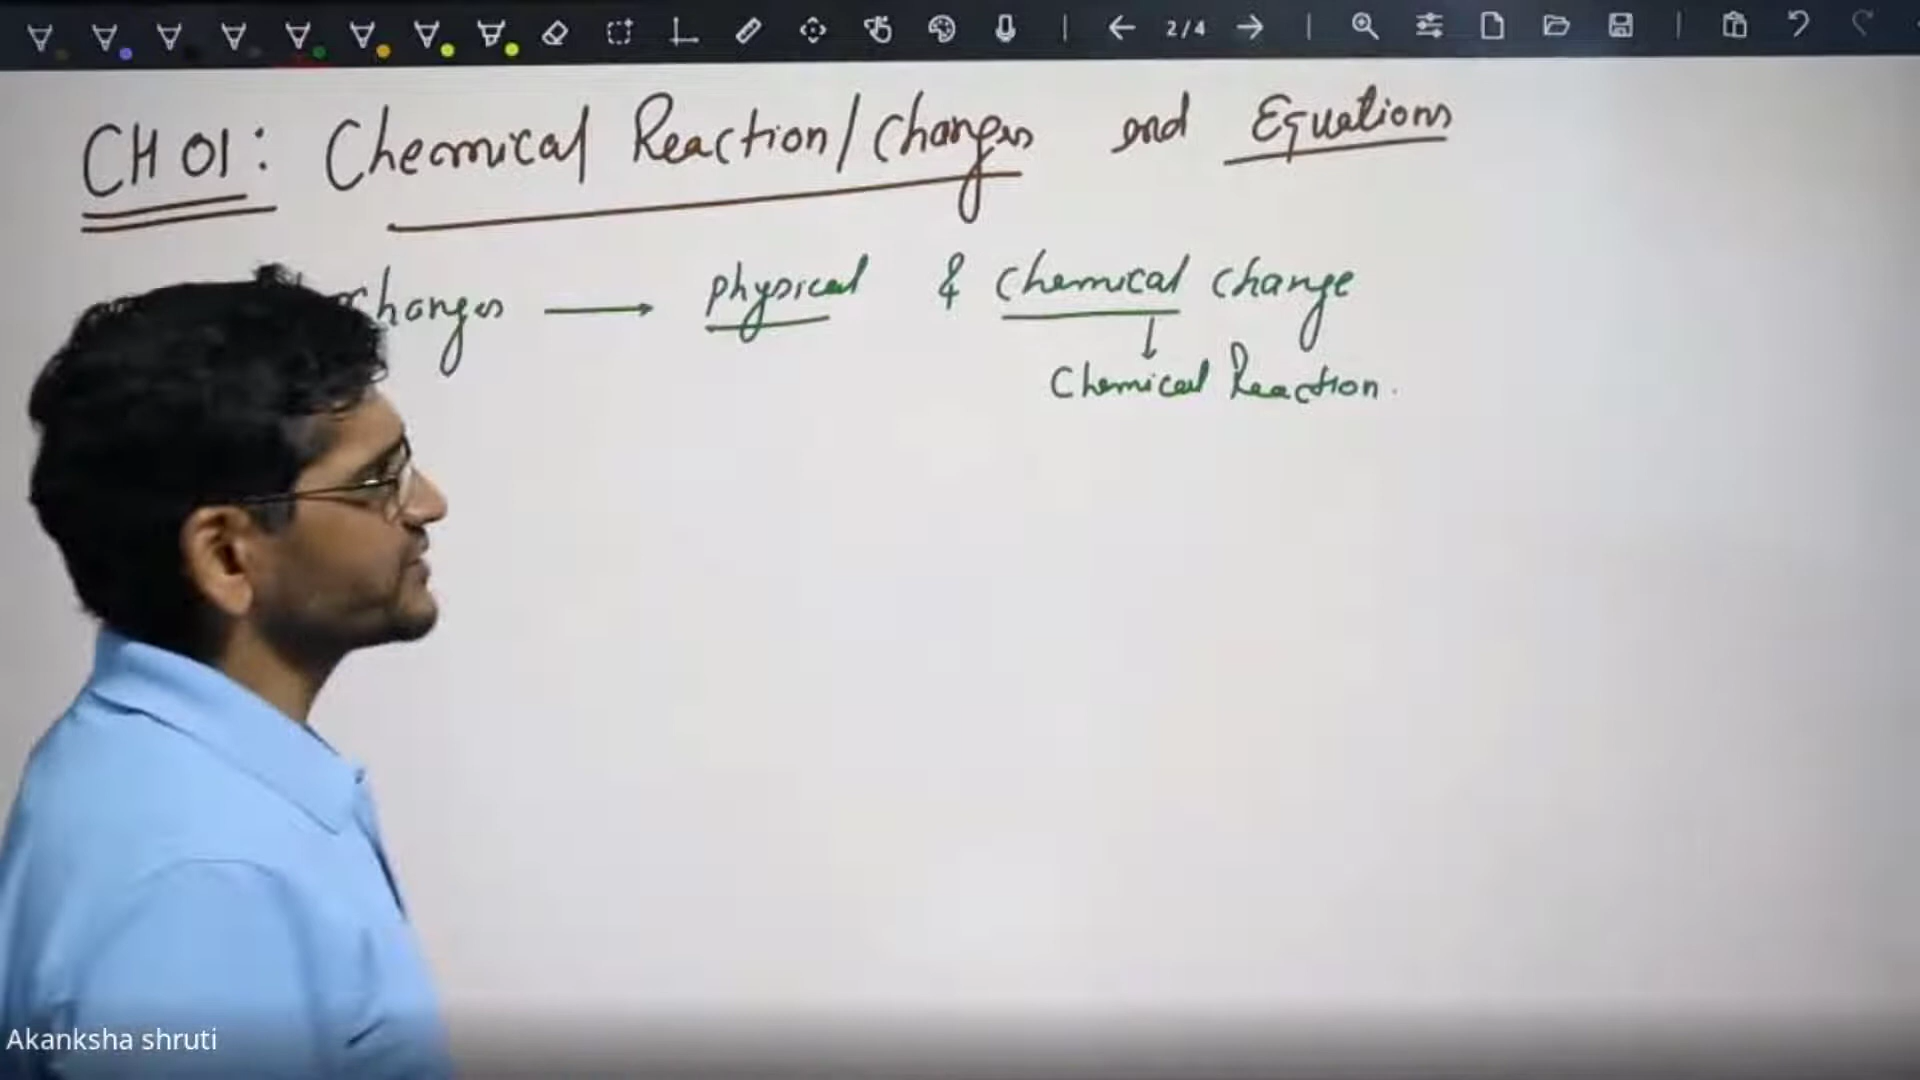 2/4
CH 01: Chemical Reaction/Changes and Equations
changes → physical & chemical change
↓
Chemical Reaction.
Akanksha shruti